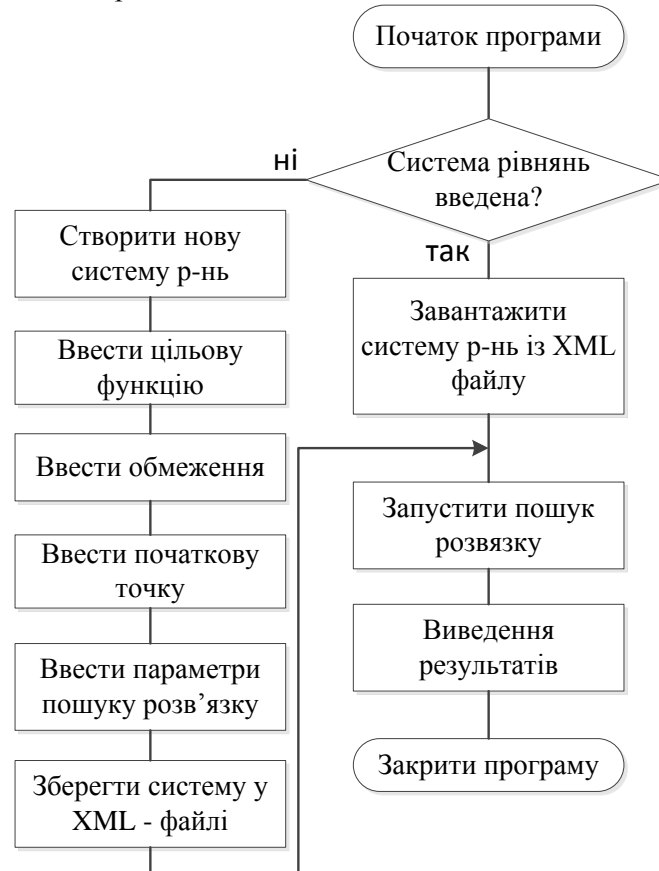 Початок програми
Система рівнянь
введена?
ні
так
Створити нову
систему р-нь
Ввести цільову
функцію
Ввести обмеження
Ввести початкову
точку
Ввести параметри
пошуку розв’язку
Зберегти систему у
XML - файлі
Завантажити
систему р-нь із XML
файлу
Запустити пошук
розвязку
Виведення
результатів
Закрити програму